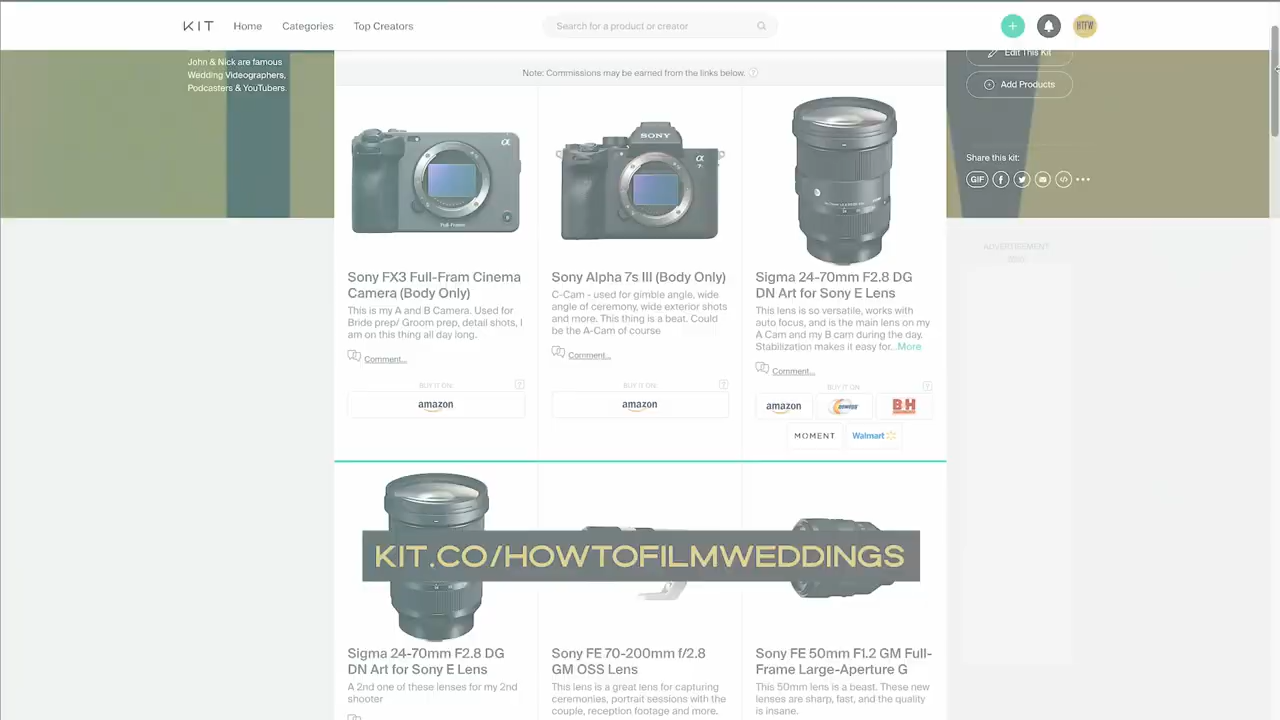 KIT
Home
Categories
Top Creators
Search for a product or creator
HTFW
John & Nick are famous
Wedding Videographers,
Podcasters & YouTubers.
Note: Commissions may be earned from the links below.
Edit This Kit
Add Products
Share this kit:
GIF
ADVERTISEMENT
SONY
Full Frame
Sony FX3 Full-Fram Cinema
Camera (Body Only)
This is my A and B Camera. Used for
Bride prep/ Groom prep, detail shots, I
am on this thing all day long.
Comment...
BUY IT ON:
amazon
Sony Alpha 7s III (Body Only)
C-Cam - used for gimble angle, wide
angle of ceremony, wide exterior shots
and more. This thing is a beat. Could
be the A-Cam of course
Comment...
BUY IT ON:
amazon
Sigma 24-70mm F2.8 DG
DN Art for Sony E Lens
This lens is so versatile, works with
auto focus, and is the main lens on my
A Cam and my B cam during the day.
Stabilization makes it easy for...More
Comment...
BUY IT ON:
amazon
newegg
B&H
MOMENT
Walmart
KIT.CO/HOWTOFILMWEDDINGS
Sigma 24-70mm F2.8 DG
DN Art for Sony E Lens
A 2nd one of these lenses for my 2nd
shooter
Sony FE 70-200mm f/2.8
GM OSS Lens
This lens is a great lens for capturing
ceremonies, portrait sessions with the
couple, reception footage and more.
Sony FE 50mm F1.2 GM Full-
Frame Large-Aperture G
This 50mm lens is a beast. These new
lenses are sharp, fast, and the quality
is insane.